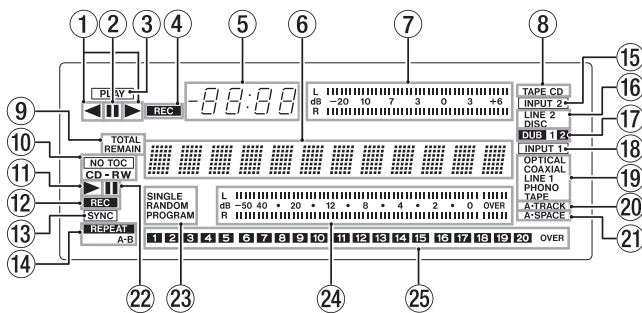 1 2 3 4 5 6 7 8
15
16
17
18
19
20
21
9
10
11
12
13
14
22 23 24 25
PLAY
REC
-88:88
L
dB -20 10 7 3 0 3 +6
R
TAPE CD
INPUT 2
LINE 2
DISC
DUB 1 2
INPUT 1
OPTICAL
COAXIAL
LINE 1
PHONO
TAPE
A·TRACK
A·SPACE
TOTAL
REMAIN
NO TOC
CD-RW
REC
SYNC
REPEAT
A-B
SINGLE
RANDOM
PROGRAM
L
dB -50 40 • 20 • 12 • 8 • 4 • 2 • 0 OVER
R
1 2 3 4 5 6 7 8 9 10 11 12 13 14 15 16 17 18 19 20 OVER